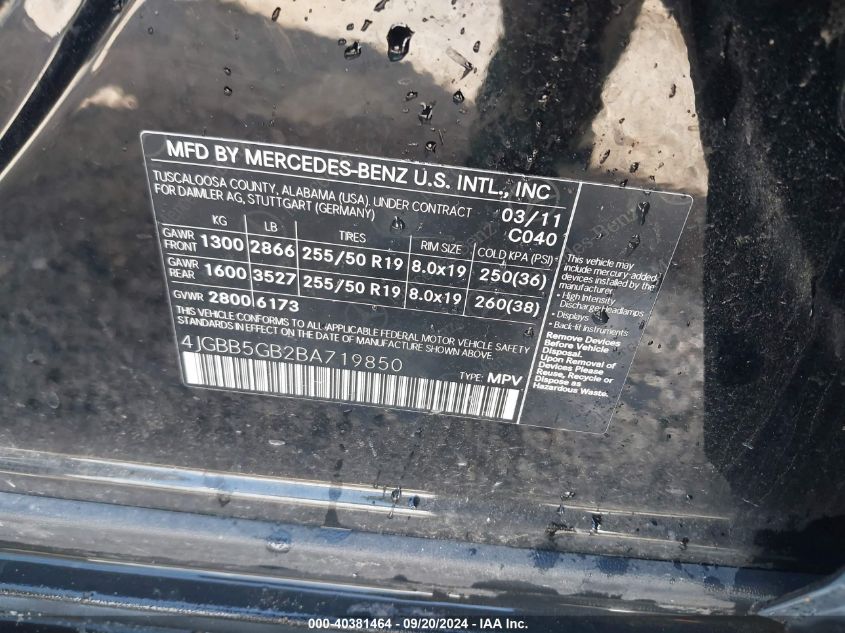 MFD BY MERCEDES-BENZ U.S. INTL., INC
TUSCALOOSA COUNTY, ALABAMA (USA), UNDER CONTRACT
FOR DAIMLER AG, STUTTGART (GERMANY)
03/11
C040
KG LB TIRES RIM SIZE COLD KPA (PSI)
GAWR FRONT 1300 2866 255/50 R19 8.0x19 250(36)
GAWR REAR 1600 3527 255/50 R19 8.0x19 260(38)
GVWR 2800 6173
THIS VEHICLE CONFORMS TO ALL APPLICABLE FEDERAL MOTOR VEHICLE SAFETY
STANDARDS IN EFFECT ON THE DATE OF MANUFACTURE SHOWN ABOVE.
4JGBB5GB2BA719850
TYPE: MPV
This vehicle may
include mercury-added
devices installed by the
manufacturer:
• High Intensity
Discharge Headlamps
• Displays
• Back-lit Instruments
Remove Devices
Before Vehicle
Disposal.
Upon Removal of
Devices Please
Reuse, Recycle or
Dispose as
Hazardous Waste.
000-40381464 - 09/20/2024 - IAA Inc.